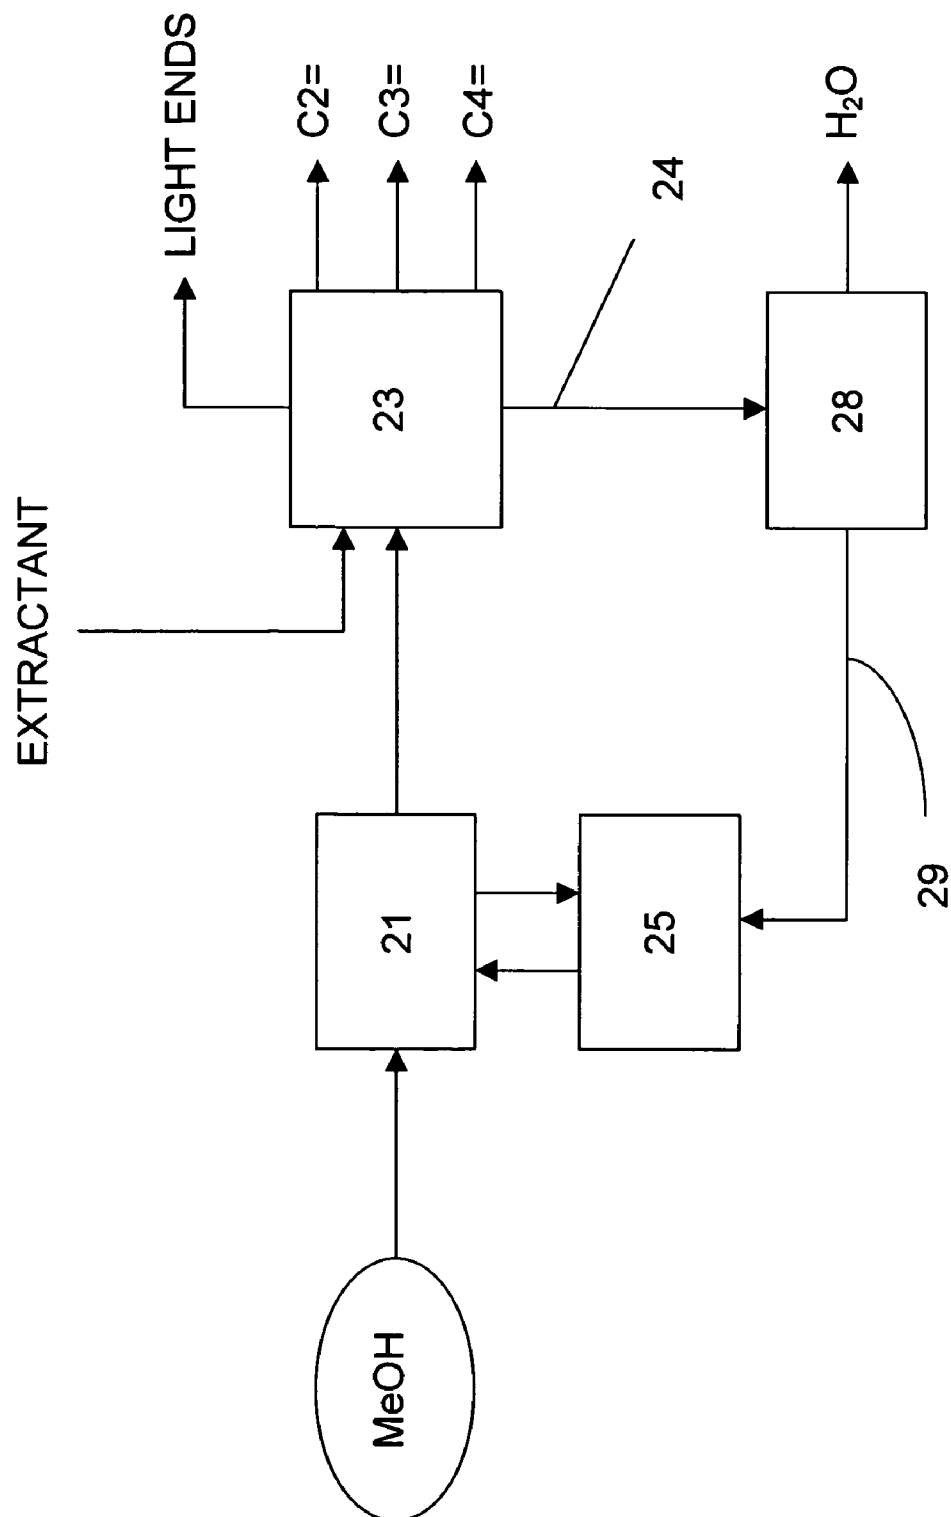 EXTRACTANT
LIGHT ENDS
C2=
C3=
C4=
MeOH
21
23
24
25
28
29
H₂O